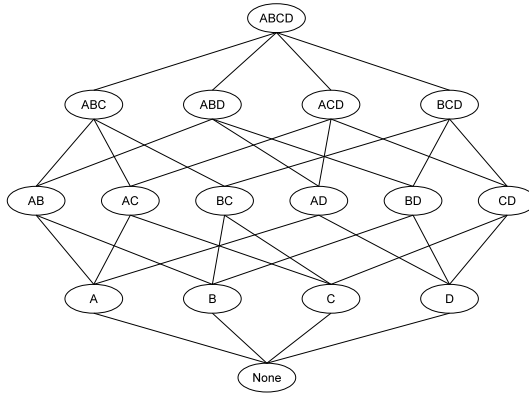 ABCD
ABC ABD ACD BCD
AB AC BC AD BD CD
A B C D
None